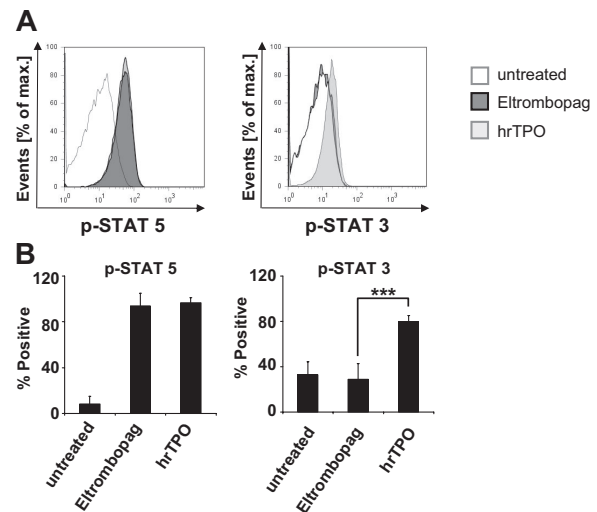 A
Events [% of max.]
100
80
60
40
20
0
10⁰
10¹
10²
10³
p-STAT 5
Events [% of max.]
100
80
60
40
20
0
10⁰
10¹
10²
10³
p-STAT 3
untreated
Eltrombopag
hrTPO
B
p-STAT 5
% Positive
120
80
40
0
untreated
Eltrombopag
hrTPO
p-STAT 3
% Positive
120
80
40
0
***
untreated
Eltrombopag
hrTPO